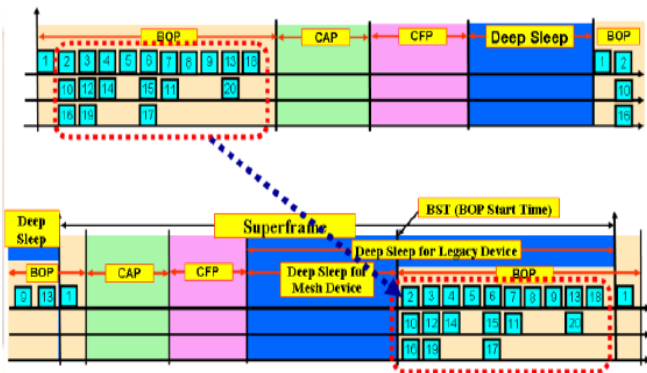 BOP CAP CFP Deep Sleep BOP
1 2 3 4 5 6 7 8 9 13 18 1 2
10 12 14 15 11 20 10
16 19 17 16
BST (BOP Start Time)
Deep Superframe
Sleep
Deep Sleep for Legacy Device
BOP CAP CFP Deep Sleep for BOP
Mesh Device
9 13 1 2 3 4 5 6 7 8 9 13 18 1
10 12 14 15 11 20
16 19 17